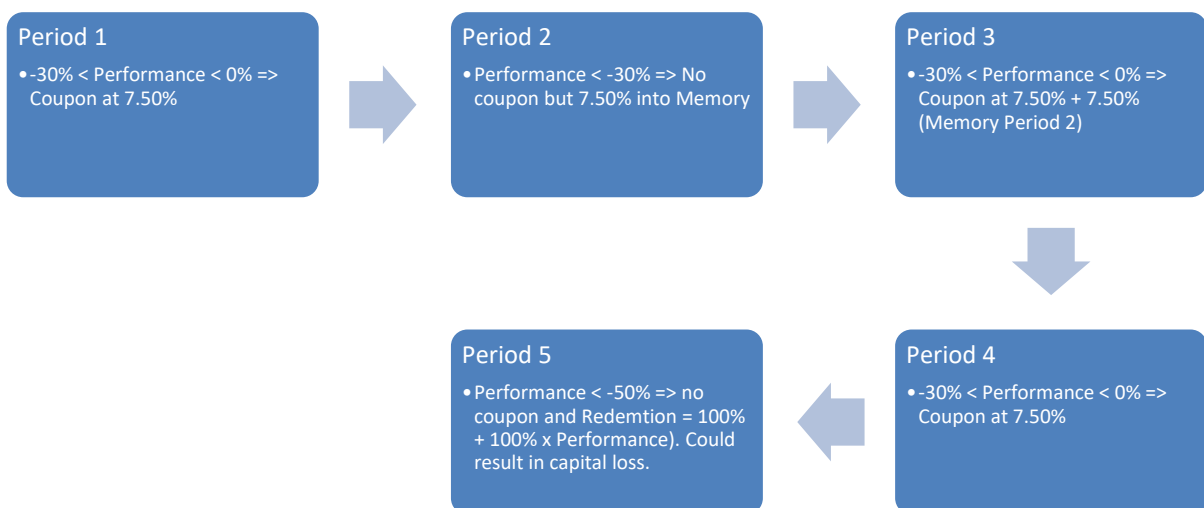 Period 1
•-30% < Performance < 0% =>
Coupon at 7.50%
Period 2
•Performance < -30% => No
coupon but 7.50% into Memory
Period 3
•-30% < Performance < 0% =>
Coupon at 7.50% + 7.50%
(Memory Period 2)
Period 4
•-30% < Performance < 0% =>
Coupon at 7.50%
Period 5
•Performance < -50% => no
coupon and Redemtion = 100%
+ 100% x Performance). Could
result in capital loss.